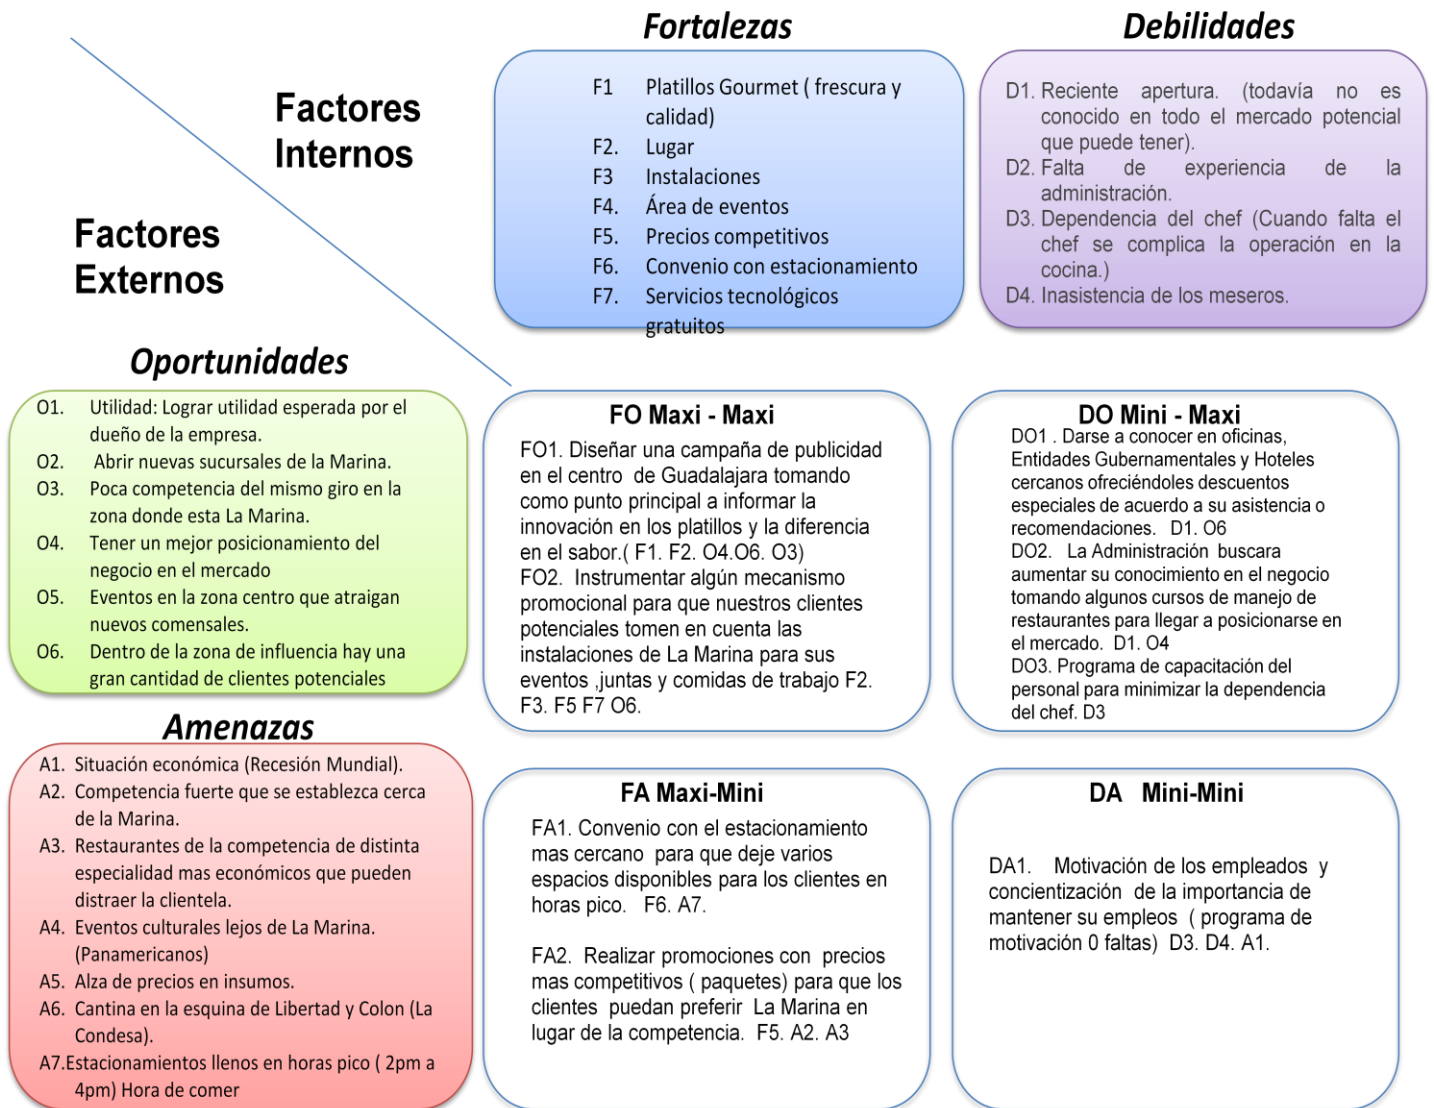 Fortalezas
Debilidades
Factores
Internos
Factores
Externos
F1 Platillos Gourmet ( frescura y
calidad)
F2. Lugar
F3 Instalaciones
F4. Área de eventos
F5. Precios competitivos
F6. Convenio con estacionamiento
F7. Servicios tecnológicos
gratuitos
D1. Reciente apertura. (todavía no es
conocido en todo el mercado potencial
que puede tener).
D2. Falta de experiencia de la
administración.
D3. Dependencia del chef (Cuando falta el
chef se complica la operación en la
cocina.)
D4. Inasistencia de los meseros.
Oportunidades
O1. Utilidad: Lograr utilidad esperada por el
dueño de la empresa.
O2. Abrir nuevas sucursales de la Marina.
O3. Poca competencia del mismo giro en la
zona donde esta La Marina.
O4. Tener un mejor posicionamiento del
negocio en el mercado
O5. Eventos en la zona centro que atraigan
nuevos comensales.
O6. Dentro de la zona de influencia hay una
gran cantidad de clientes potenciales
FO Maxi - Maxi
FO1. Diseñar una campaña de publicidad
en el centro de Guadalajara tomando
como punto principal a informar la
innovación en los platillos y la diferencia
en el sabor.( F1. F2. O4.O6. O3)
FO2. Instrumentar algún mecanismo
promocional para que nuestros clientes
potenciales tomen en cuenta las
instalaciones de La Marina para sus
eventos ,juntas y comidas de trabajo F2.
F3. F5 F7 O6.
DO Mini - Maxi
DO1 . Darse a conocer en oficinas,
Entidades Gubernamentales y Hoteles
cercanos ofreciéndoles descuentos
especiales de acuerdo a su asistencia o
recomendaciones. D1. O6
DO2. La Administración buscara
aumentar su conocimiento en el negocio
tomando algunos cursos de manejo de
restaurantes para llegar a posicionarse en
el mercado. D1. O4
DO3. Programa de capacitación del
personal para minimizar la dependencia
del chef. D3
Amenazas
A1. Situación económica (Recesión Mundial).
A2. Competencia fuerte que se establezca cerca
de la Marina.
A3. Restaurantes de la competencia de distinta
especialidad mas económicos que pueden
distraer la clientela.
A4. Eventos culturales lejos de La Marina.
(Panamericanos)
A5. Alza de precios en insumos.
A6. Cantina en la esquina de Libertad y Colon (La
Condesa).
A7.Estacionamientos llenos en horas pico ( 2pm a
4pm) Hora de comer
FA Maxi-Mini
FA1. Convenio con el estacionamiento
mas cercano para que deje varios
espacios disponibles para los clientes en
horas pico. F6. A7.
FA2. Realizar promociones con precios
mas competitivos ( paquetes) para que los
clientes puedan preferir La Marina en
lugar de la competencia. F5. A2. A3
DA Mini-Mini
DA1. Motivación de los empleados y
concientización de la importancia de
mantener su empleos ( programa de
motivación 0 faltas) D3. D4. A1.